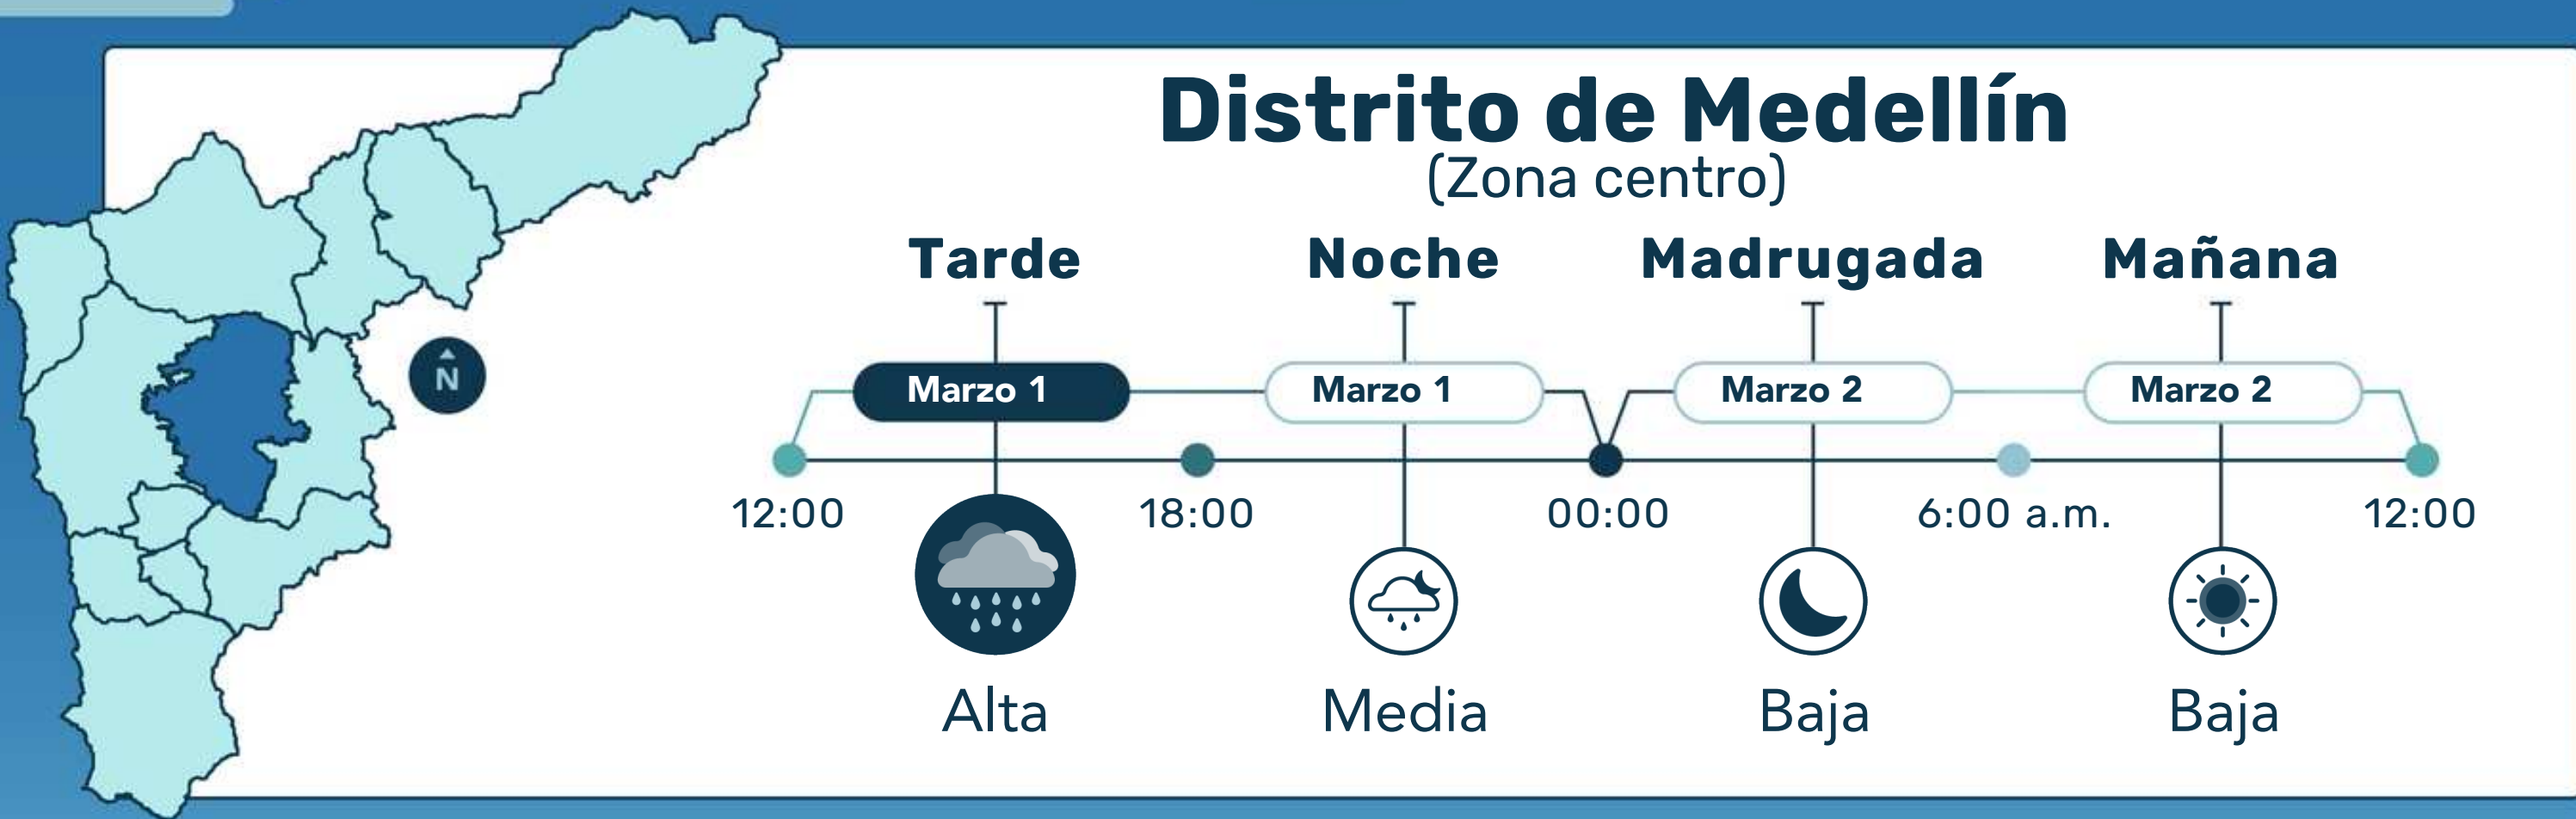 Distrito de Medellín
(Zona centro)
Tarde Noche Madrugada Mañana
Marzo 1 Marzo 1 Marzo 2 Marzo 2
N
12:00 18:00 00:00 6:00 a.m. 12:00
Alta Media Baja Baja